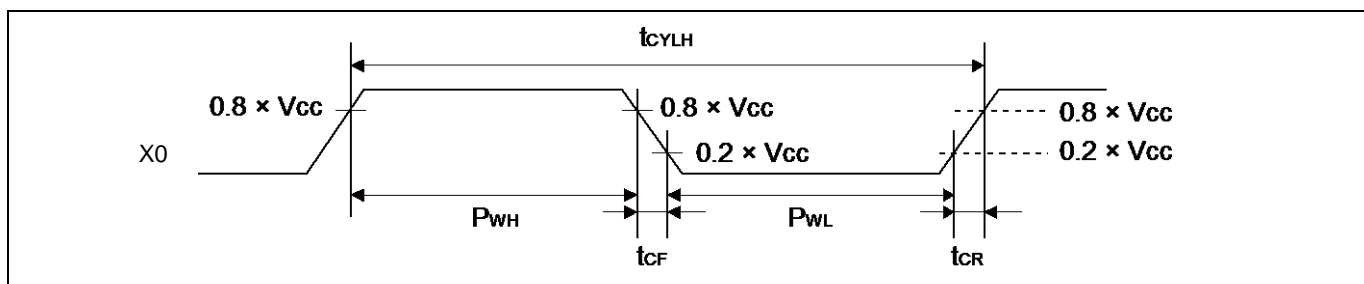 tCYLH
0.8 × Vcc
0.8 × Vcc
0.8 × Vcc
X0
0.2 × Vcc
0.2 × Vcc
PWH
PWL
tCF
tCR